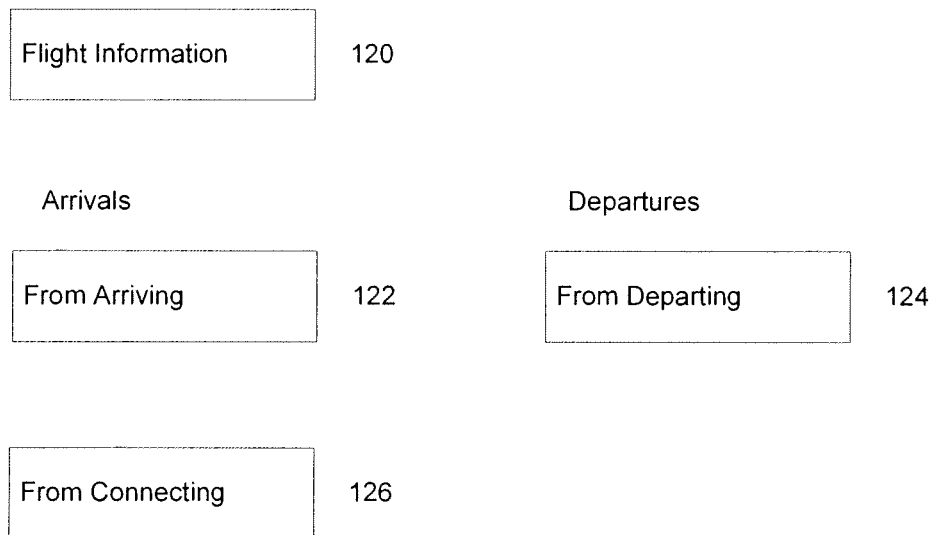 Flight Information 120
Arrivals Departures
From Arriving 122 From Departing 124
From Connecting 126